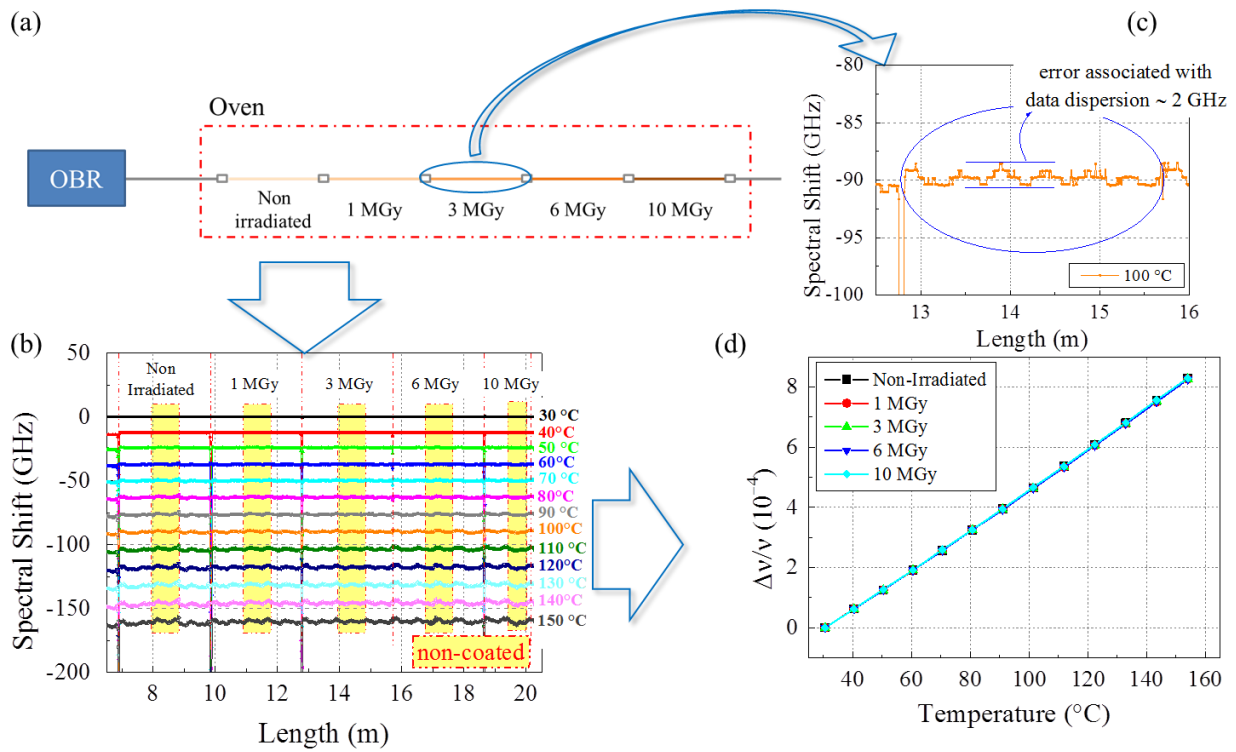 (a)
Oven
OBR
Non
irradiated
1 MGy
3 MGy
6 MGy
10 MGy
(c)
-80
-85
-90
-95
-100
Spectral Shift (GHz)
error associated with
data dispersion ~ 2 GHz
100 °C
13
14
15
16
Length (m)
(b)
50
0
-50
-100
-150
-200
Spectral Shift (GHz)
Non
Irradiated
1 MGy
3 MGy
6 MGy
10 MGy
30 °C
40°C
50 °C
60°C
70 °C
80°C
90 °C
100°C
110 °C
120°C
130 °C
140°C
150 °C
non-coated
8
10
12
14
16
18
20
Length (m)
(d)
8
6
4
2
0
Δν/ν (10⁻⁴)
Non-Irradiated
1 MGy
3 MGy
6 MGy
10 MGy
40
60
80
100
120
140
160
Temperature (°C)